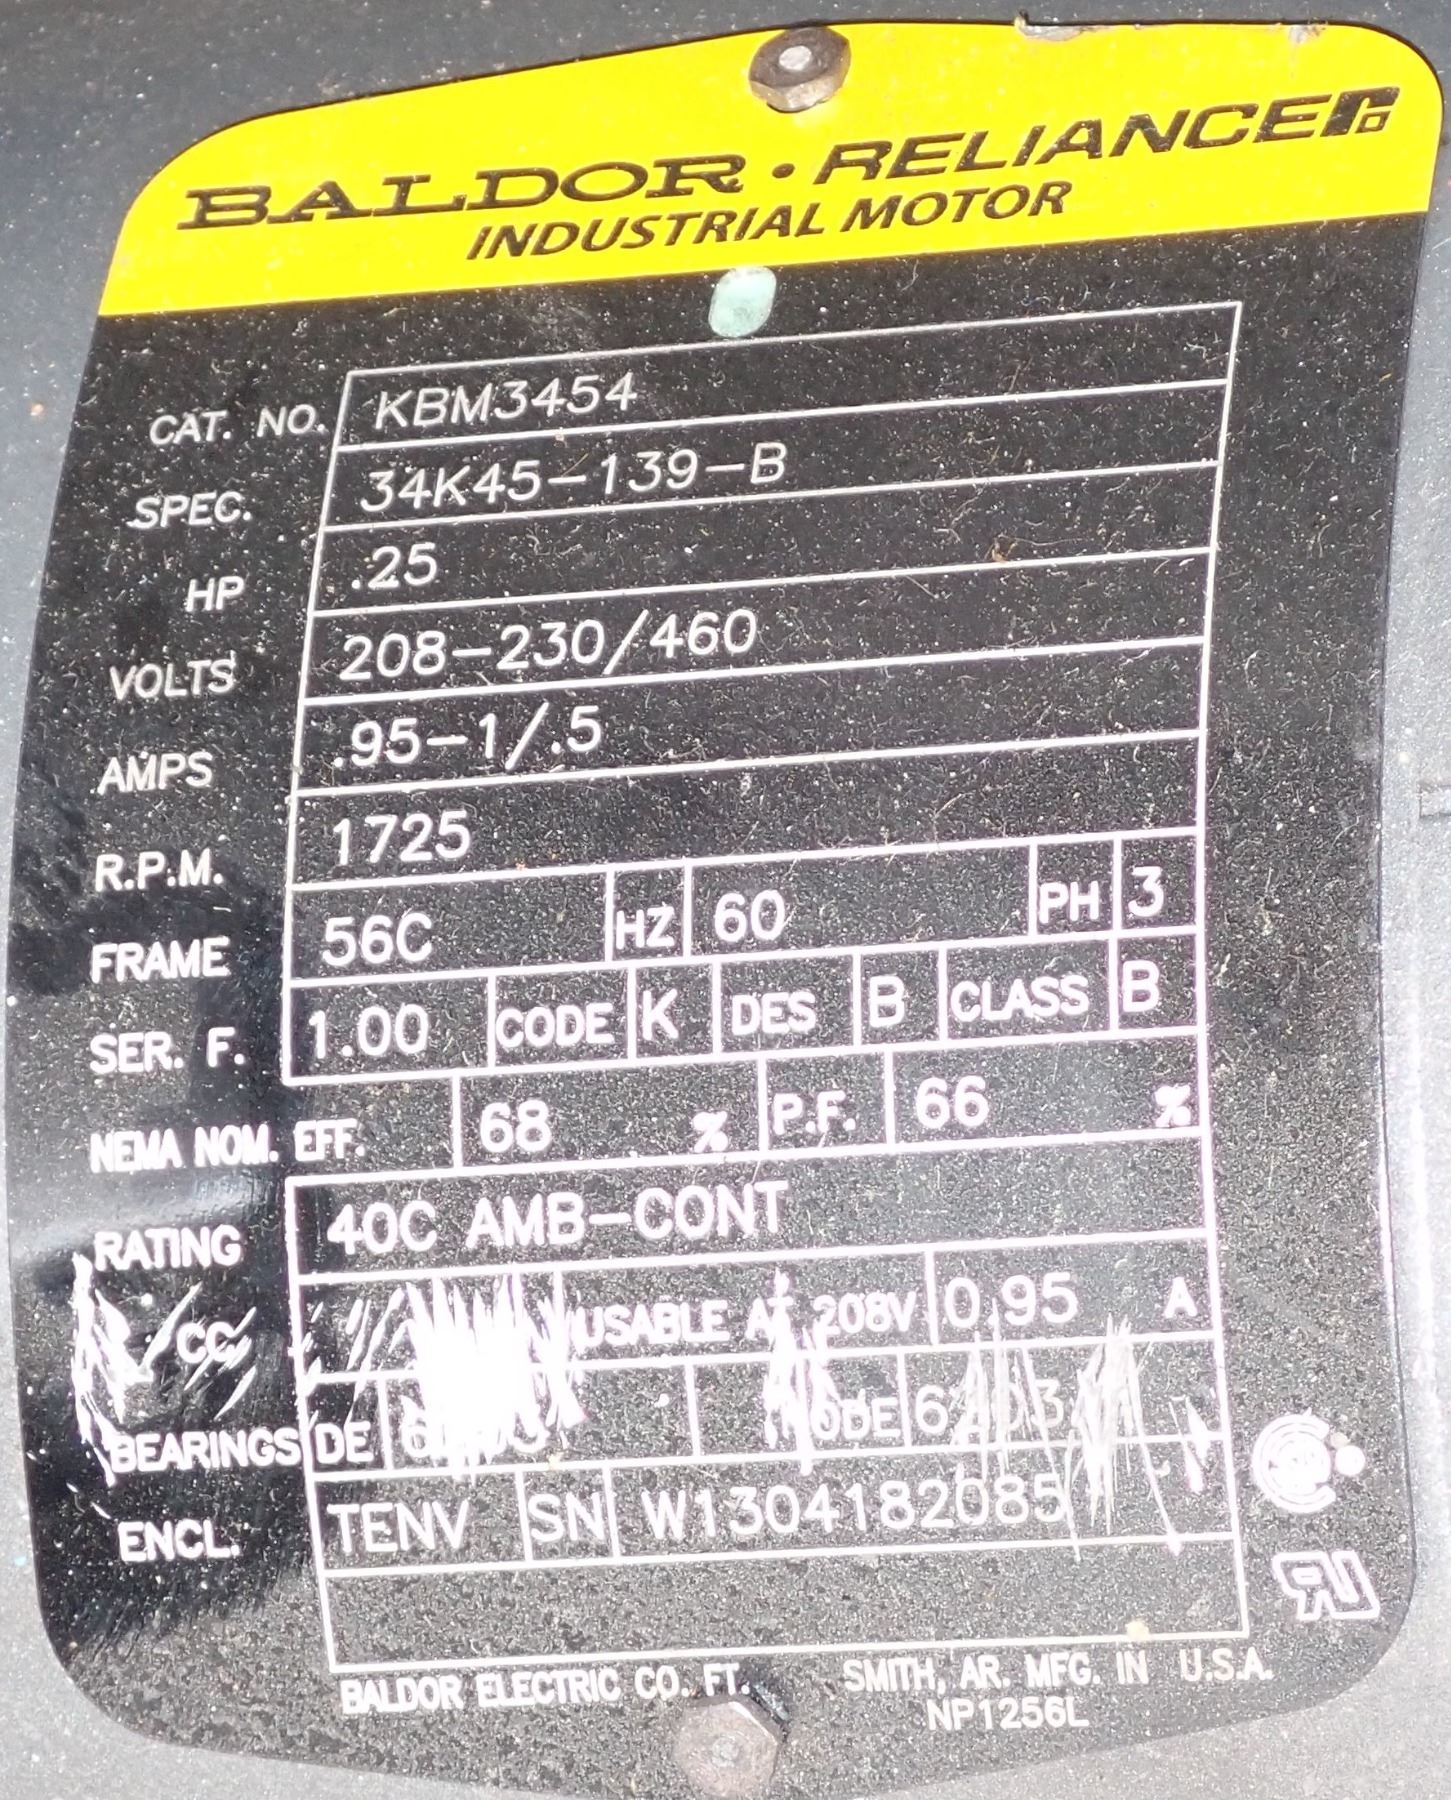 BALDOR • RELIANCE
INDUSTRIAL MOTOR
CAT. NO. KBM3454
SPEC. 34K45-139-B
HP .25
VOLTS 208-230/460
AMPS .95-1/.5
R.P.M. 1725
FRAME 56C HZ 60 PH 3
SER. F. 1.00 CODE K DES B CLASS B
NEMA NOM. EFF. 68 % P.F. 66 %
RATING 40C AMB-CONT
CC USABLE AT 208V 0.95 A
BEARINGS DE ODE
ENCL. TENV SN W1304182085
BALDOR ELECTRIC CO. FT. SMITH, AR. MFG. IN U.S.A.
NP1256L